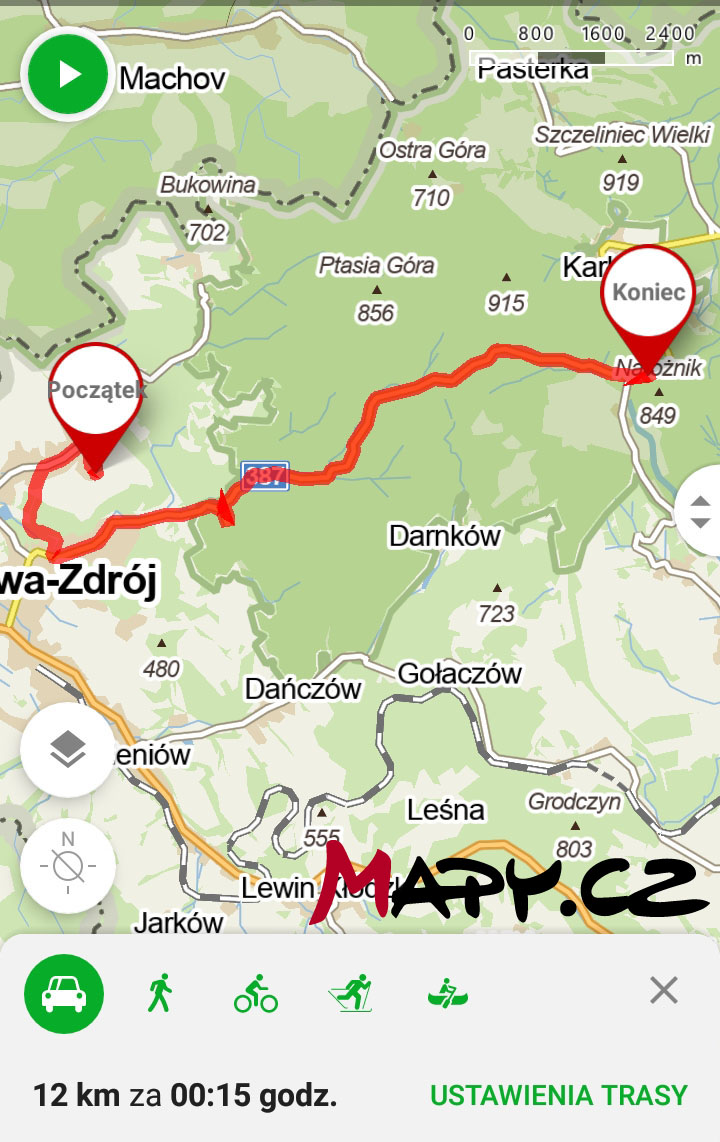 0 800 1600 2400
m
Machov
Pasterka
Szczeliniec Wielki
919
Ostra Góra
710
Bukowina
702
Ptasia Góra
856
915
Koniec
849
Początek
387
Darnków
723
wa-Zdrój
480
Dańczów
Gołaczów
eniów
Leśna
Grodczyn
803
555
N
MAPY.CZ
Lewin
Jarków
12 km za 00:15 godz.
USTAWIENIA TRASY